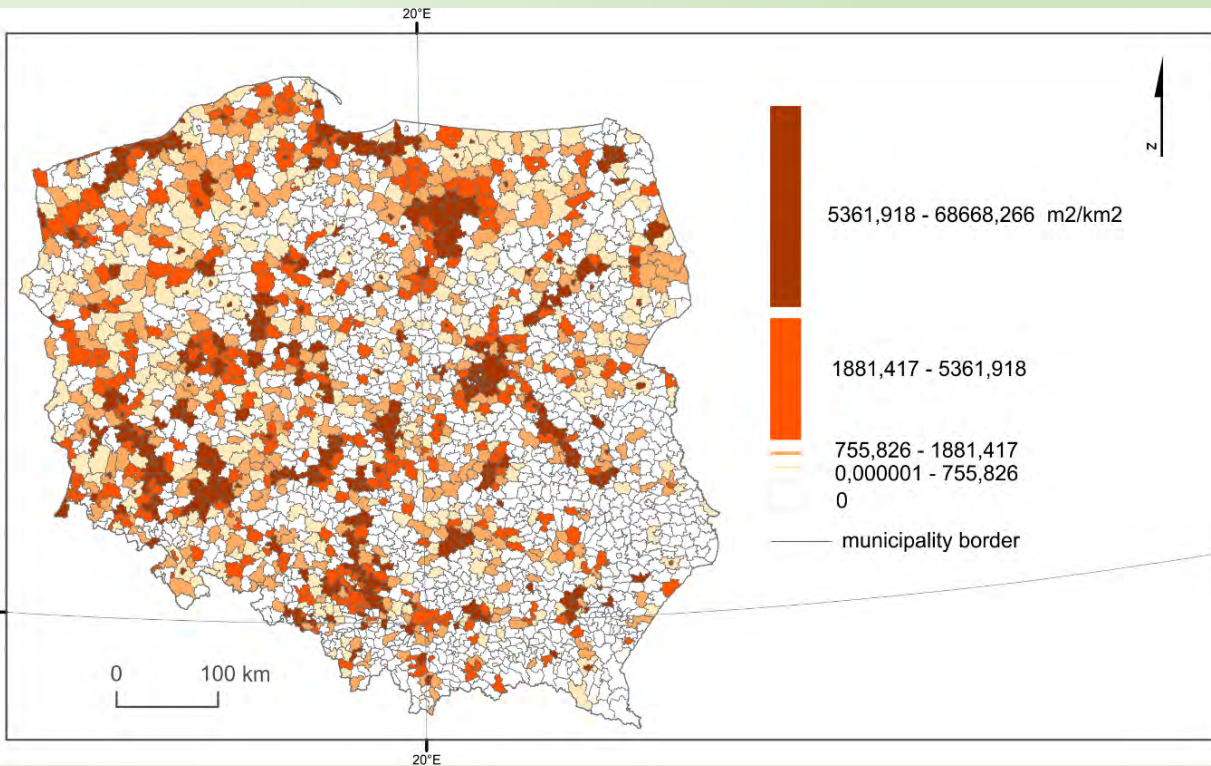 20°E
z
5361,918 - 68668,266 m2/km2
1881,417 - 5361,918
755,826 - 1881,417
0,000001 - 755,826
0
municipality border
0 100 km
20°E